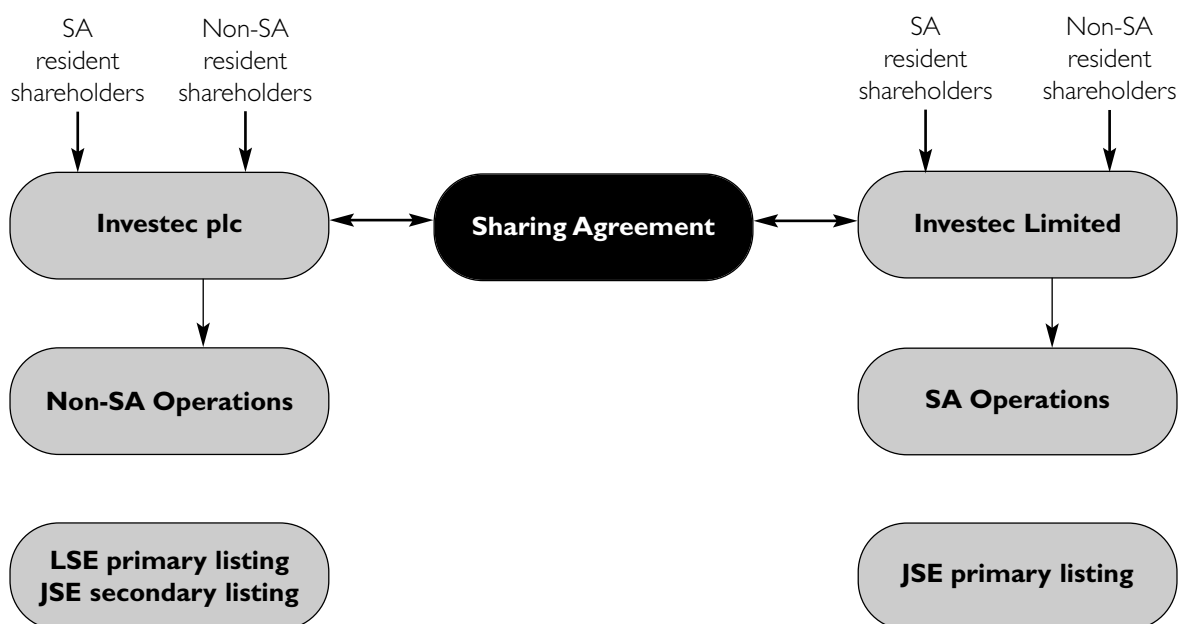 SA
resident
shareholders
Non-SA
resident
shareholders
SA
resident
shareholders
Non-SA
resident
shareholders
Investec plc
Sharing Agreement
Investec Limited
Non-SA Operations
SA Operations
LSE primary listing
JSE secondary listing
JSE primary listing